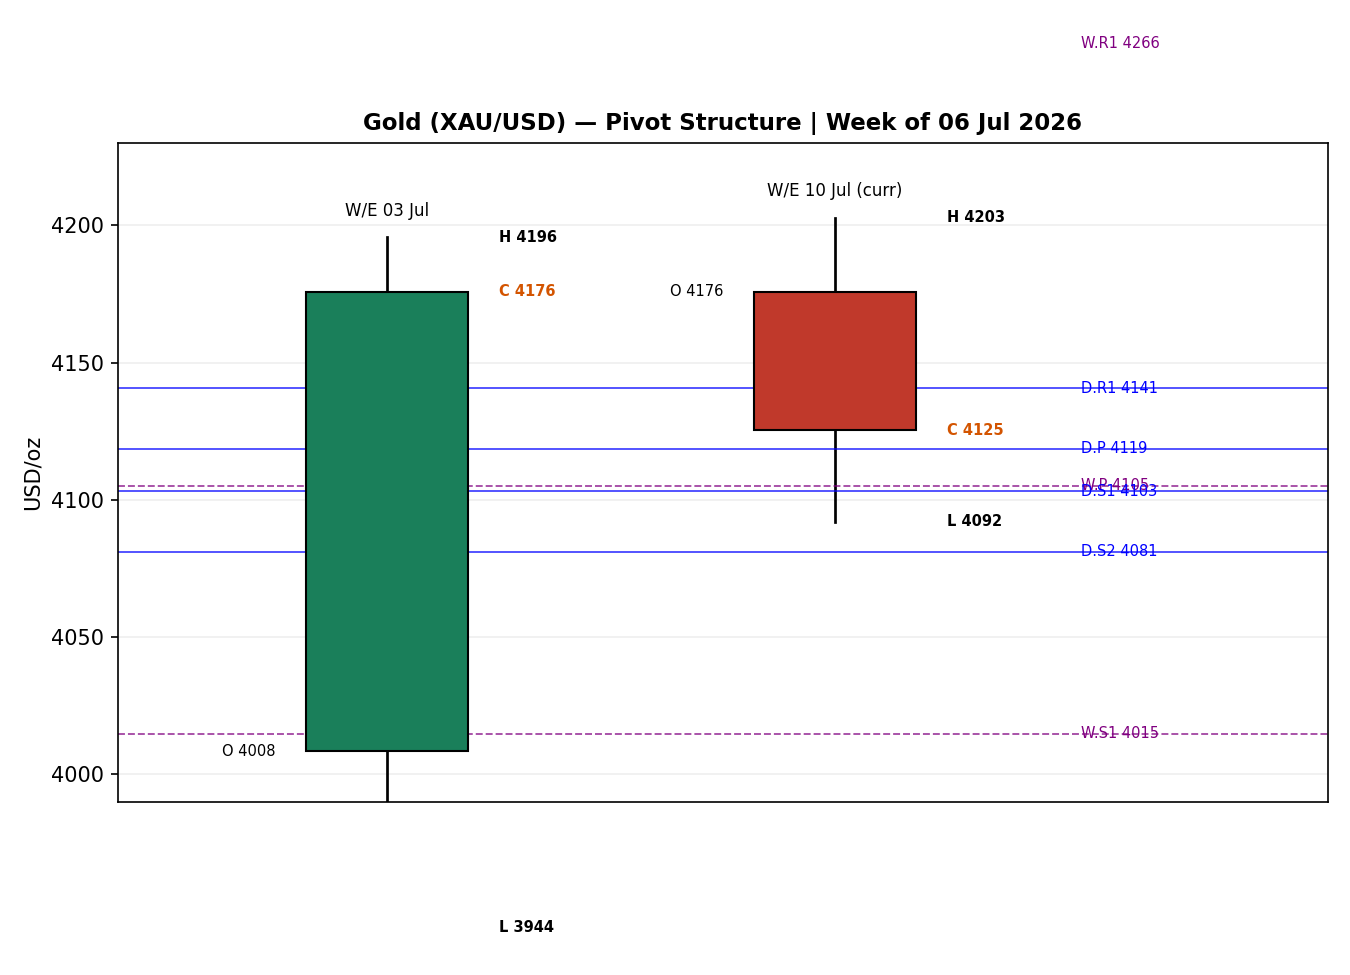 W.R1 4266
Gold (XAU/USD) — Pivot Structure | Week of 06 Jul 2026
W/E 10 Jul (curr)
W/E 03 Jul
H 4203
4200
H 4196
C 4176
O 4176
4150
D.R1 4141
C 4125
D.P 4119
USD/oz
W.P 4105
D.S1 4103
4100
L 4092
D.S2 4081
4050
W.S1 4015
O 4008
4000
L 3944